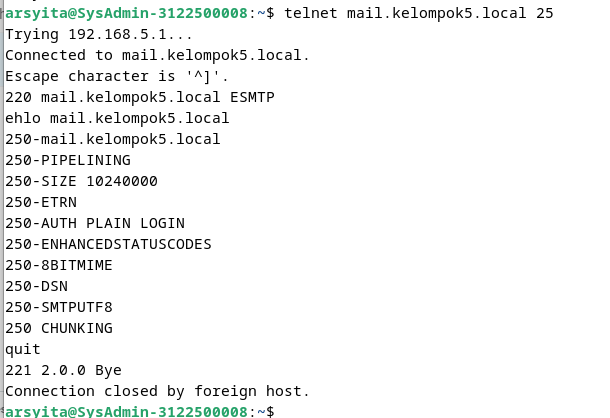 arsyita@SysAdmin-3122500008:~$ telnet mail.kelompok5.local 25
Trying 192.168.5.1...
Connected to mail.kelompok5.local.
Escape character is '^]'.
220 mail.kelompok5.local ESMTP
ehlo mail.kelompok5.local
250-mail.kelompok5.local
250-PIPELINING
250-SIZE 10240000
250-ETRN
250-AUTH PLAIN LOGIN
250-ENHANCEDSTATUSCODES
250-8BITMIME
250-DSN
250-SMTPUTF8
250 CHUNKING
quit
221 2.0.0 Bye
Connection closed by foreign host.
arsyita@SysAdmin-3122500008:~$